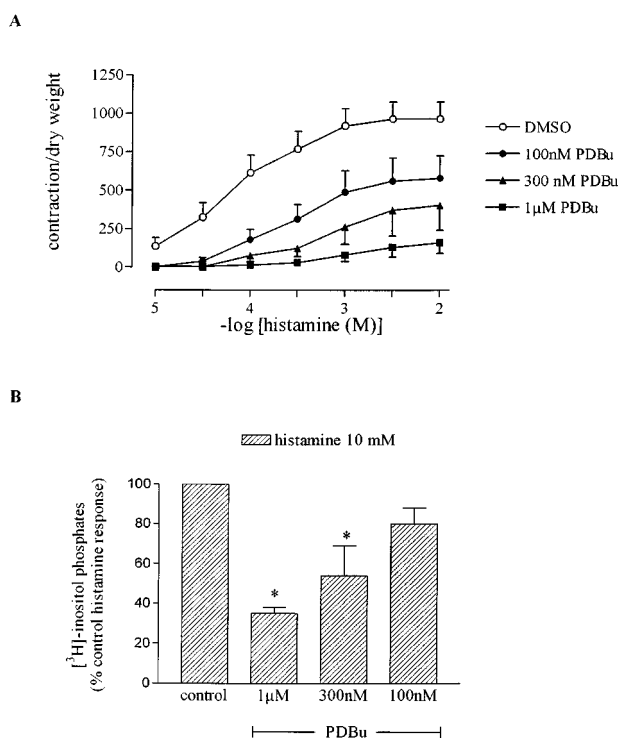 A
contraction/dry weight
1250
1000
750
500
250
0
5
4
3
2
-log [histamine (M)]
DMSO
100nM PDBu
300 nM PDBu
1µM PDBu
B
histamine 10 mM
[³H]-inositol phosphates
(% control histamine response)
100
80
60
40
20
0
*
*
control
1µM
300nM
100nM
PDBu